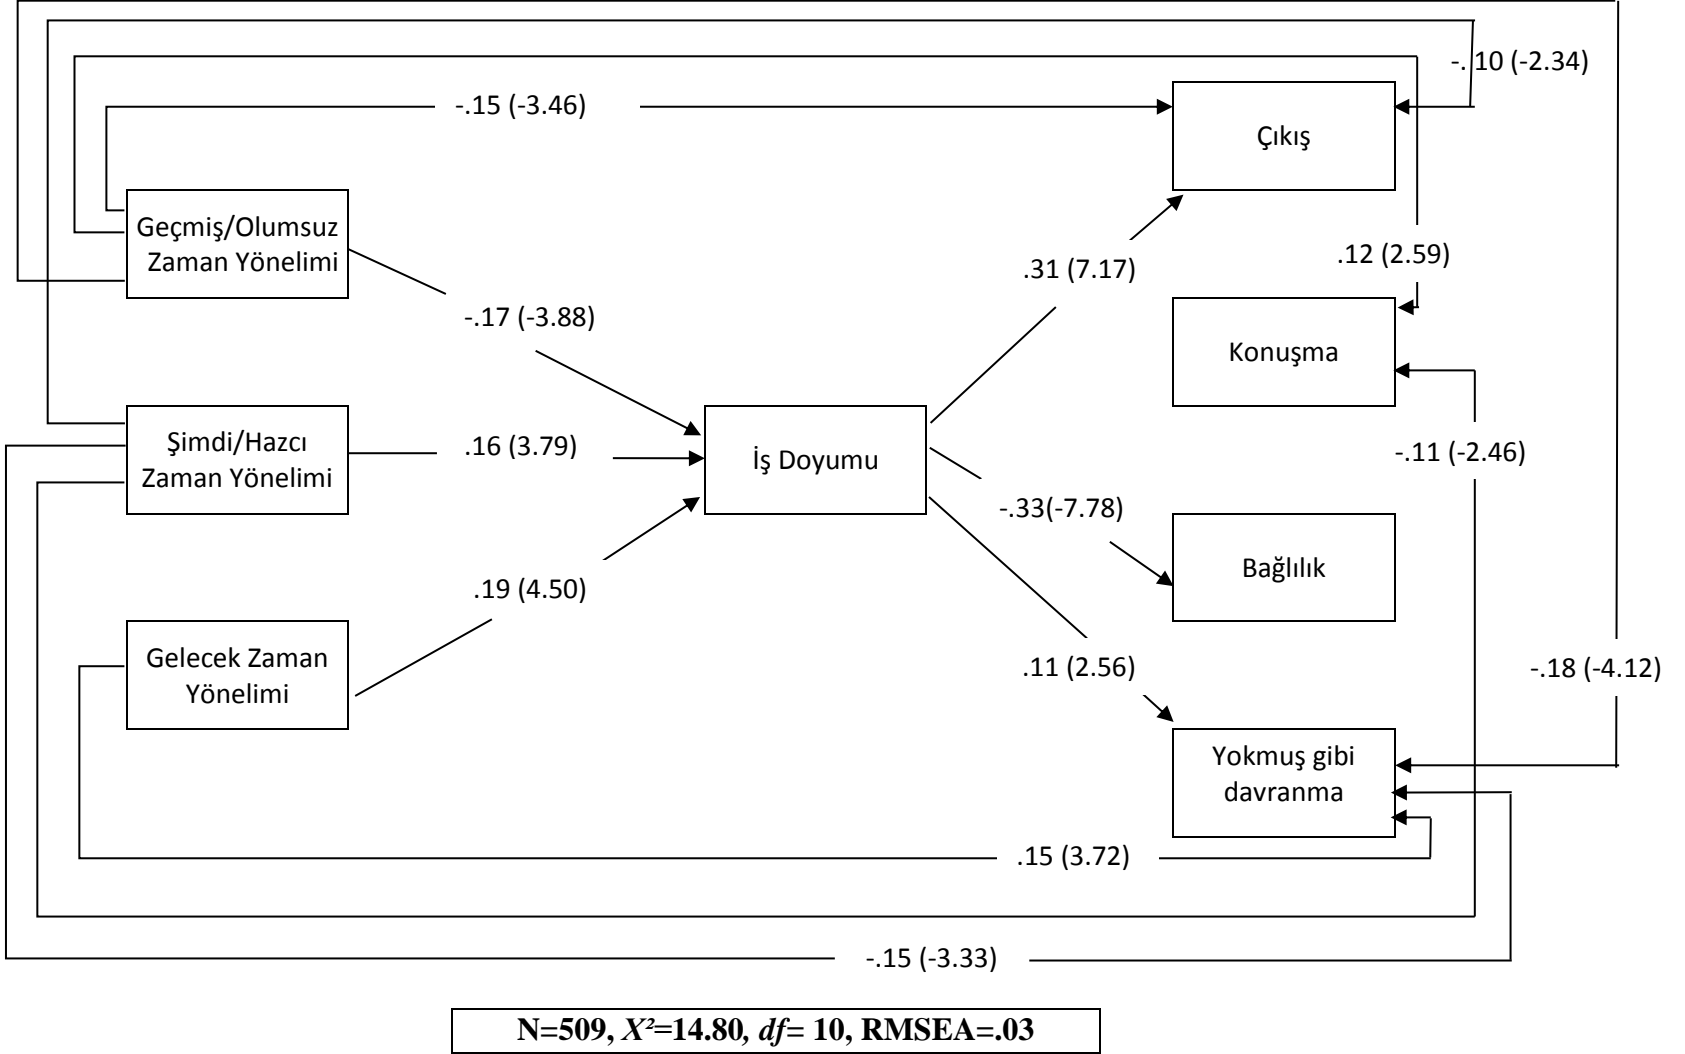 -.10 (-2.34)
-.15 (-3.46)
Çıkış
Geçmiş/Olumsuz
Zaman Yönelimi
.12 (2.59)
.31 (7.17)
-.17 (-3.88)
Konuşma
Şimdi/Hazcı
Zaman Yönelimi
.16 (3.79)
İş Doyumu
-.11 (-2.46)
-.33(-7.78)
Bağlılık
.19 (4.50)
Gelecek Zaman
Yönelimi
.11 (2.56)
-.18 (-4.12)
Yokmuş gibi
davranma
.15 (3.72)
-.15 (-3.33)
N=509, X²=14.80, df= 10, RMSEA=.03